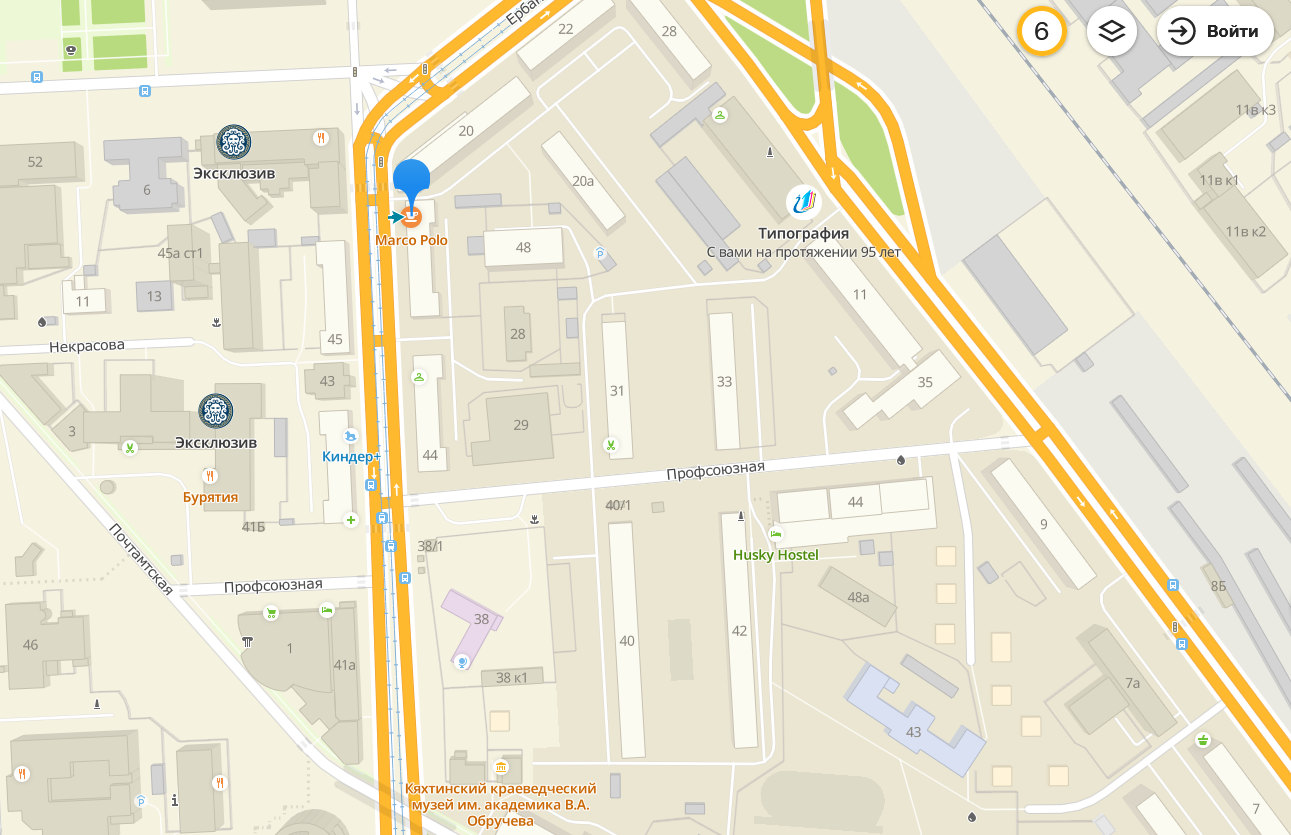 Ербан
22
28
6
Войти
20
11в к3
52
Эксклюзив
6
20а
11в к1
11в к2
Marco Polo
Типография
С вами на протяжении 95 лет
48
45а ст1
11
13
11
28
45
Некрасова
43
31
33
35
3
Эксклюзив
29
44
Киндер+
Профсоюзная
Бурятия
40/1
44
41Б
9
38/1
Husky Hostel
Почтамтская
Профсоюзная
8Б
48а
38
42
40
46
1
41а
38 к1
7а
43
Кяхтинский краеведческий
музей им. академика В.А.
Обручева
7